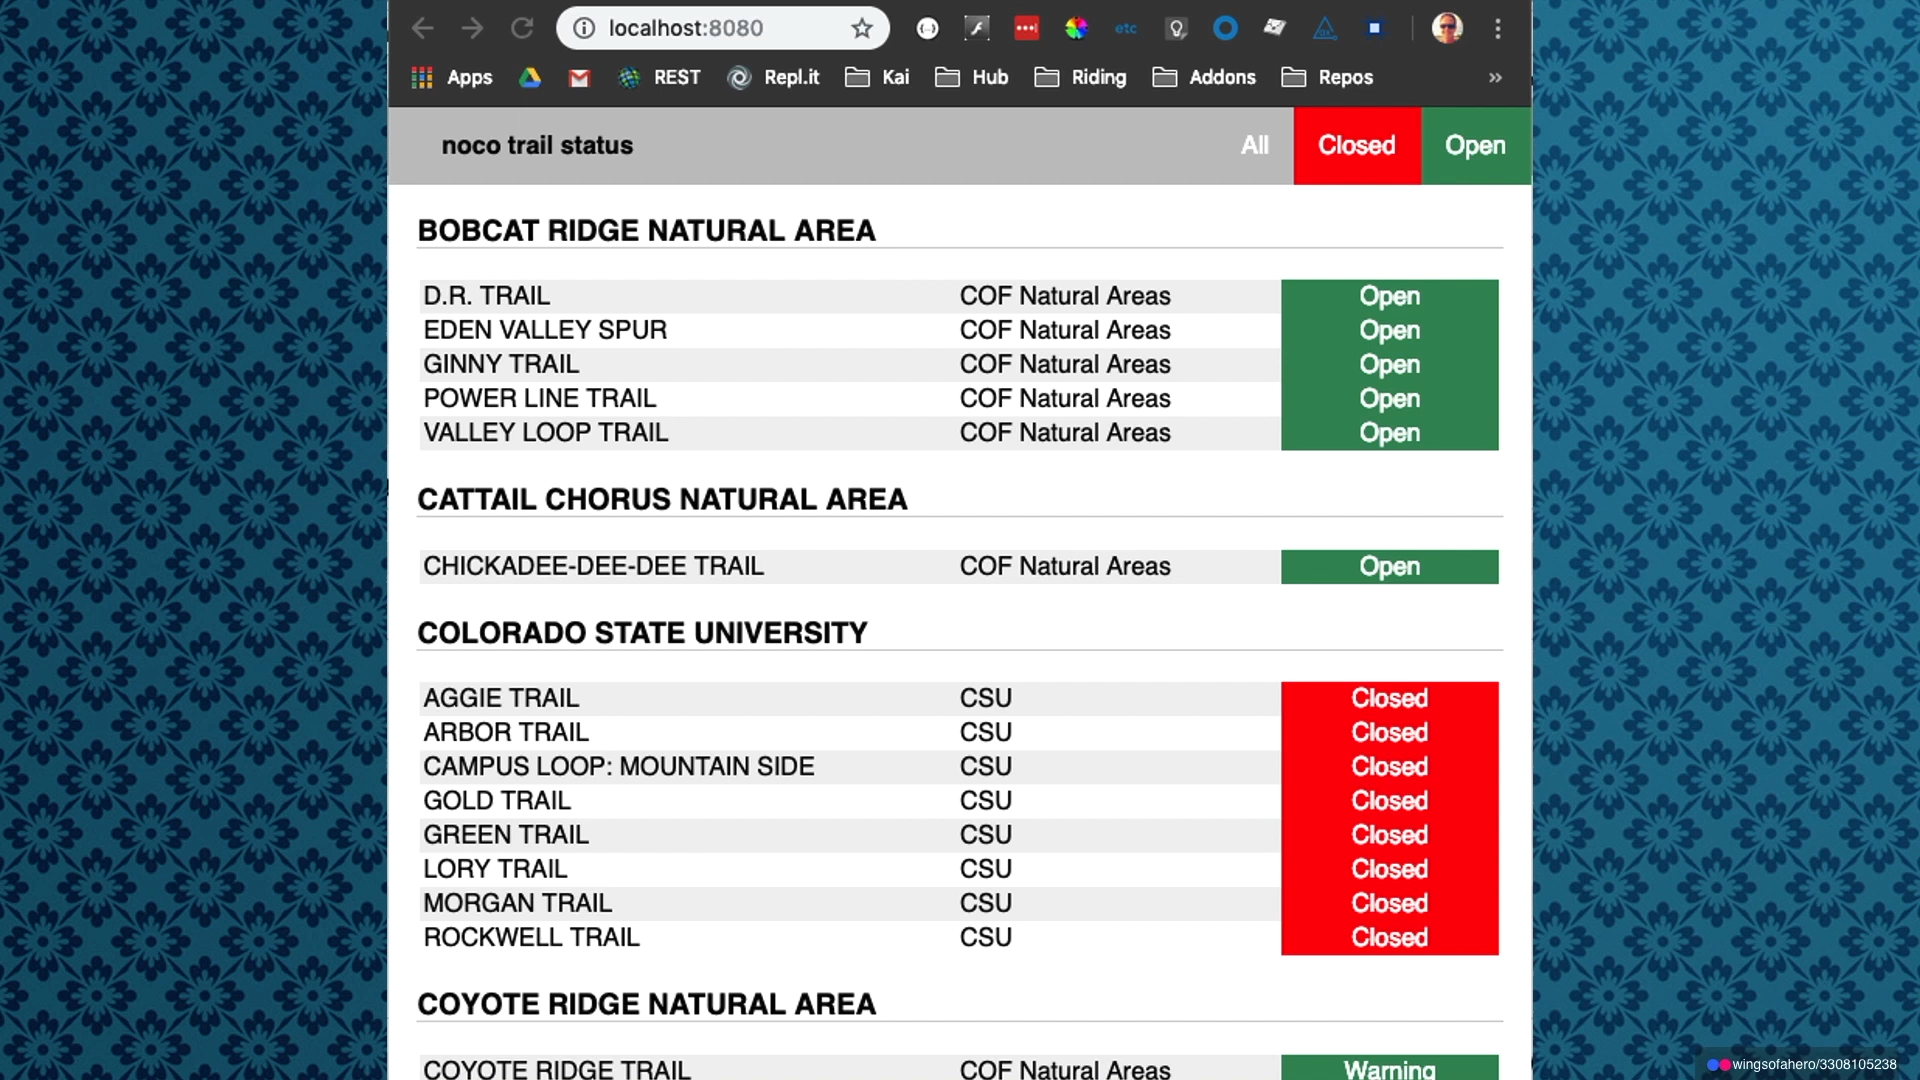 localhost:8080
etc
Apps REST Repl.it Kai Hub Riding Addons Repos »
noco trail status All Closed Open
BOBCAT RIDGE NATURAL AREA
D.R. TRAIL COF Natural Areas Open
EDEN VALLEY SPUR COF Natural Areas Open
GINNY TRAIL COF Natural Areas Open
POWER LINE TRAIL COF Natural Areas Open
VALLEY LOOP TRAIL COF Natural Areas Open
CATTAIL CHORUS NATURAL AREA
CHICKADEE-DEE-DEE TRAIL COF Natural Areas Open
COLORADO STATE UNIVERSITY
AGGIE TRAIL CSU Closed
ARBOR TRAIL CSU Closed
CAMPUS LOOP: MOUNTAIN SIDE CSU Closed
GOLD TRAIL CSU Closed
GREEN TRAIL CSU Closed
LORY TRAIL CSU Closed
MORGAN TRAIL CSU Closed
ROCKWELL TRAIL CSU Closed
COYOTE RIDGE NATURAL AREA
COYOTE RIDGE TRAIL COF Natural Areas Warning
wingsofahero/3308105238